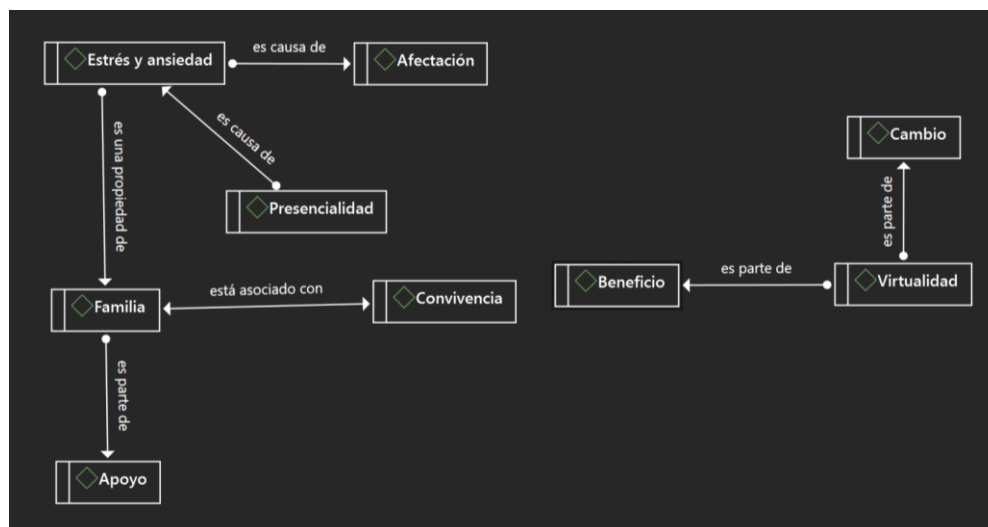 es causa de
Estrés y ansiedad
Afectación
es causa de
es una propiedad de
Presencialidad
Cambio
es parte de
está asociado con
Convivencia
Familia
es parte de
Beneficio
Virtualidad
es parte de
Apoyo